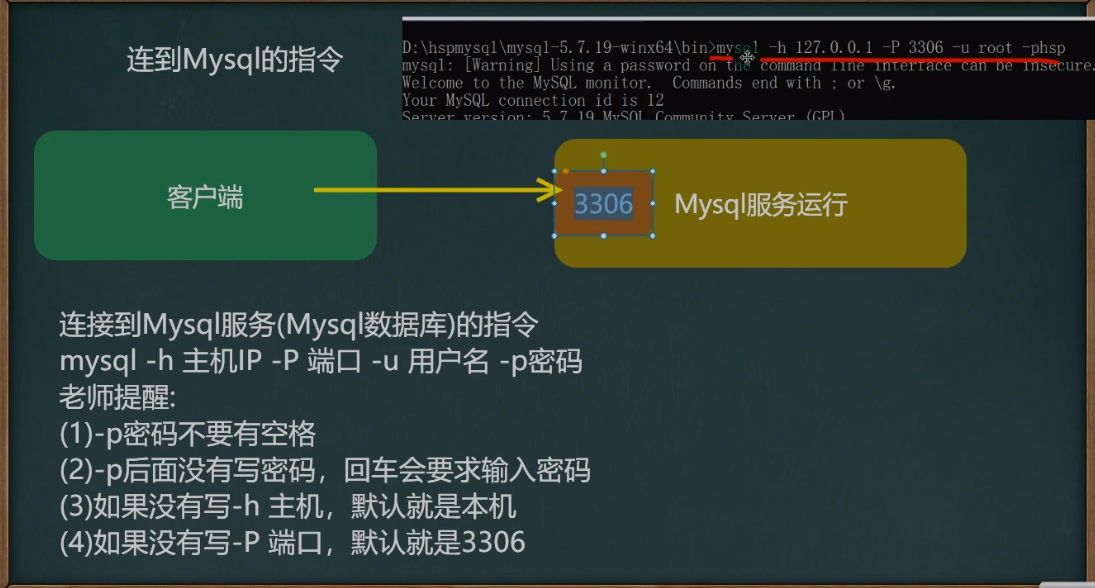 连到Mysql的指令
D:\hspmysql\mysql-5.7.19-winx64\bin>mysql -h 127.0.0.1 -P 3306 -u root -phsp
mysql: [Warning] Using a password on the command line interface can be insecure.
Welcome to the MySQL monitor.  Commands end with ; or \g.
Your MySQL connection id is 12
Server version: 5.7.19 MySQL Community Server (GPL)
客户端
3306
Mysql服务运行
连接到Mysql服务(Mysql数据库)的指令
mysql -h 主机IP -P 端口 -u 用户名 -p密码
老师提醒:
(1)-p密码不要有空格
(2)-p后面没有写密码，回车会要求输入密码
(3)如果没有写-h 主机，默认就是本机
(4)如果没有写-P 端口，默认就是3306